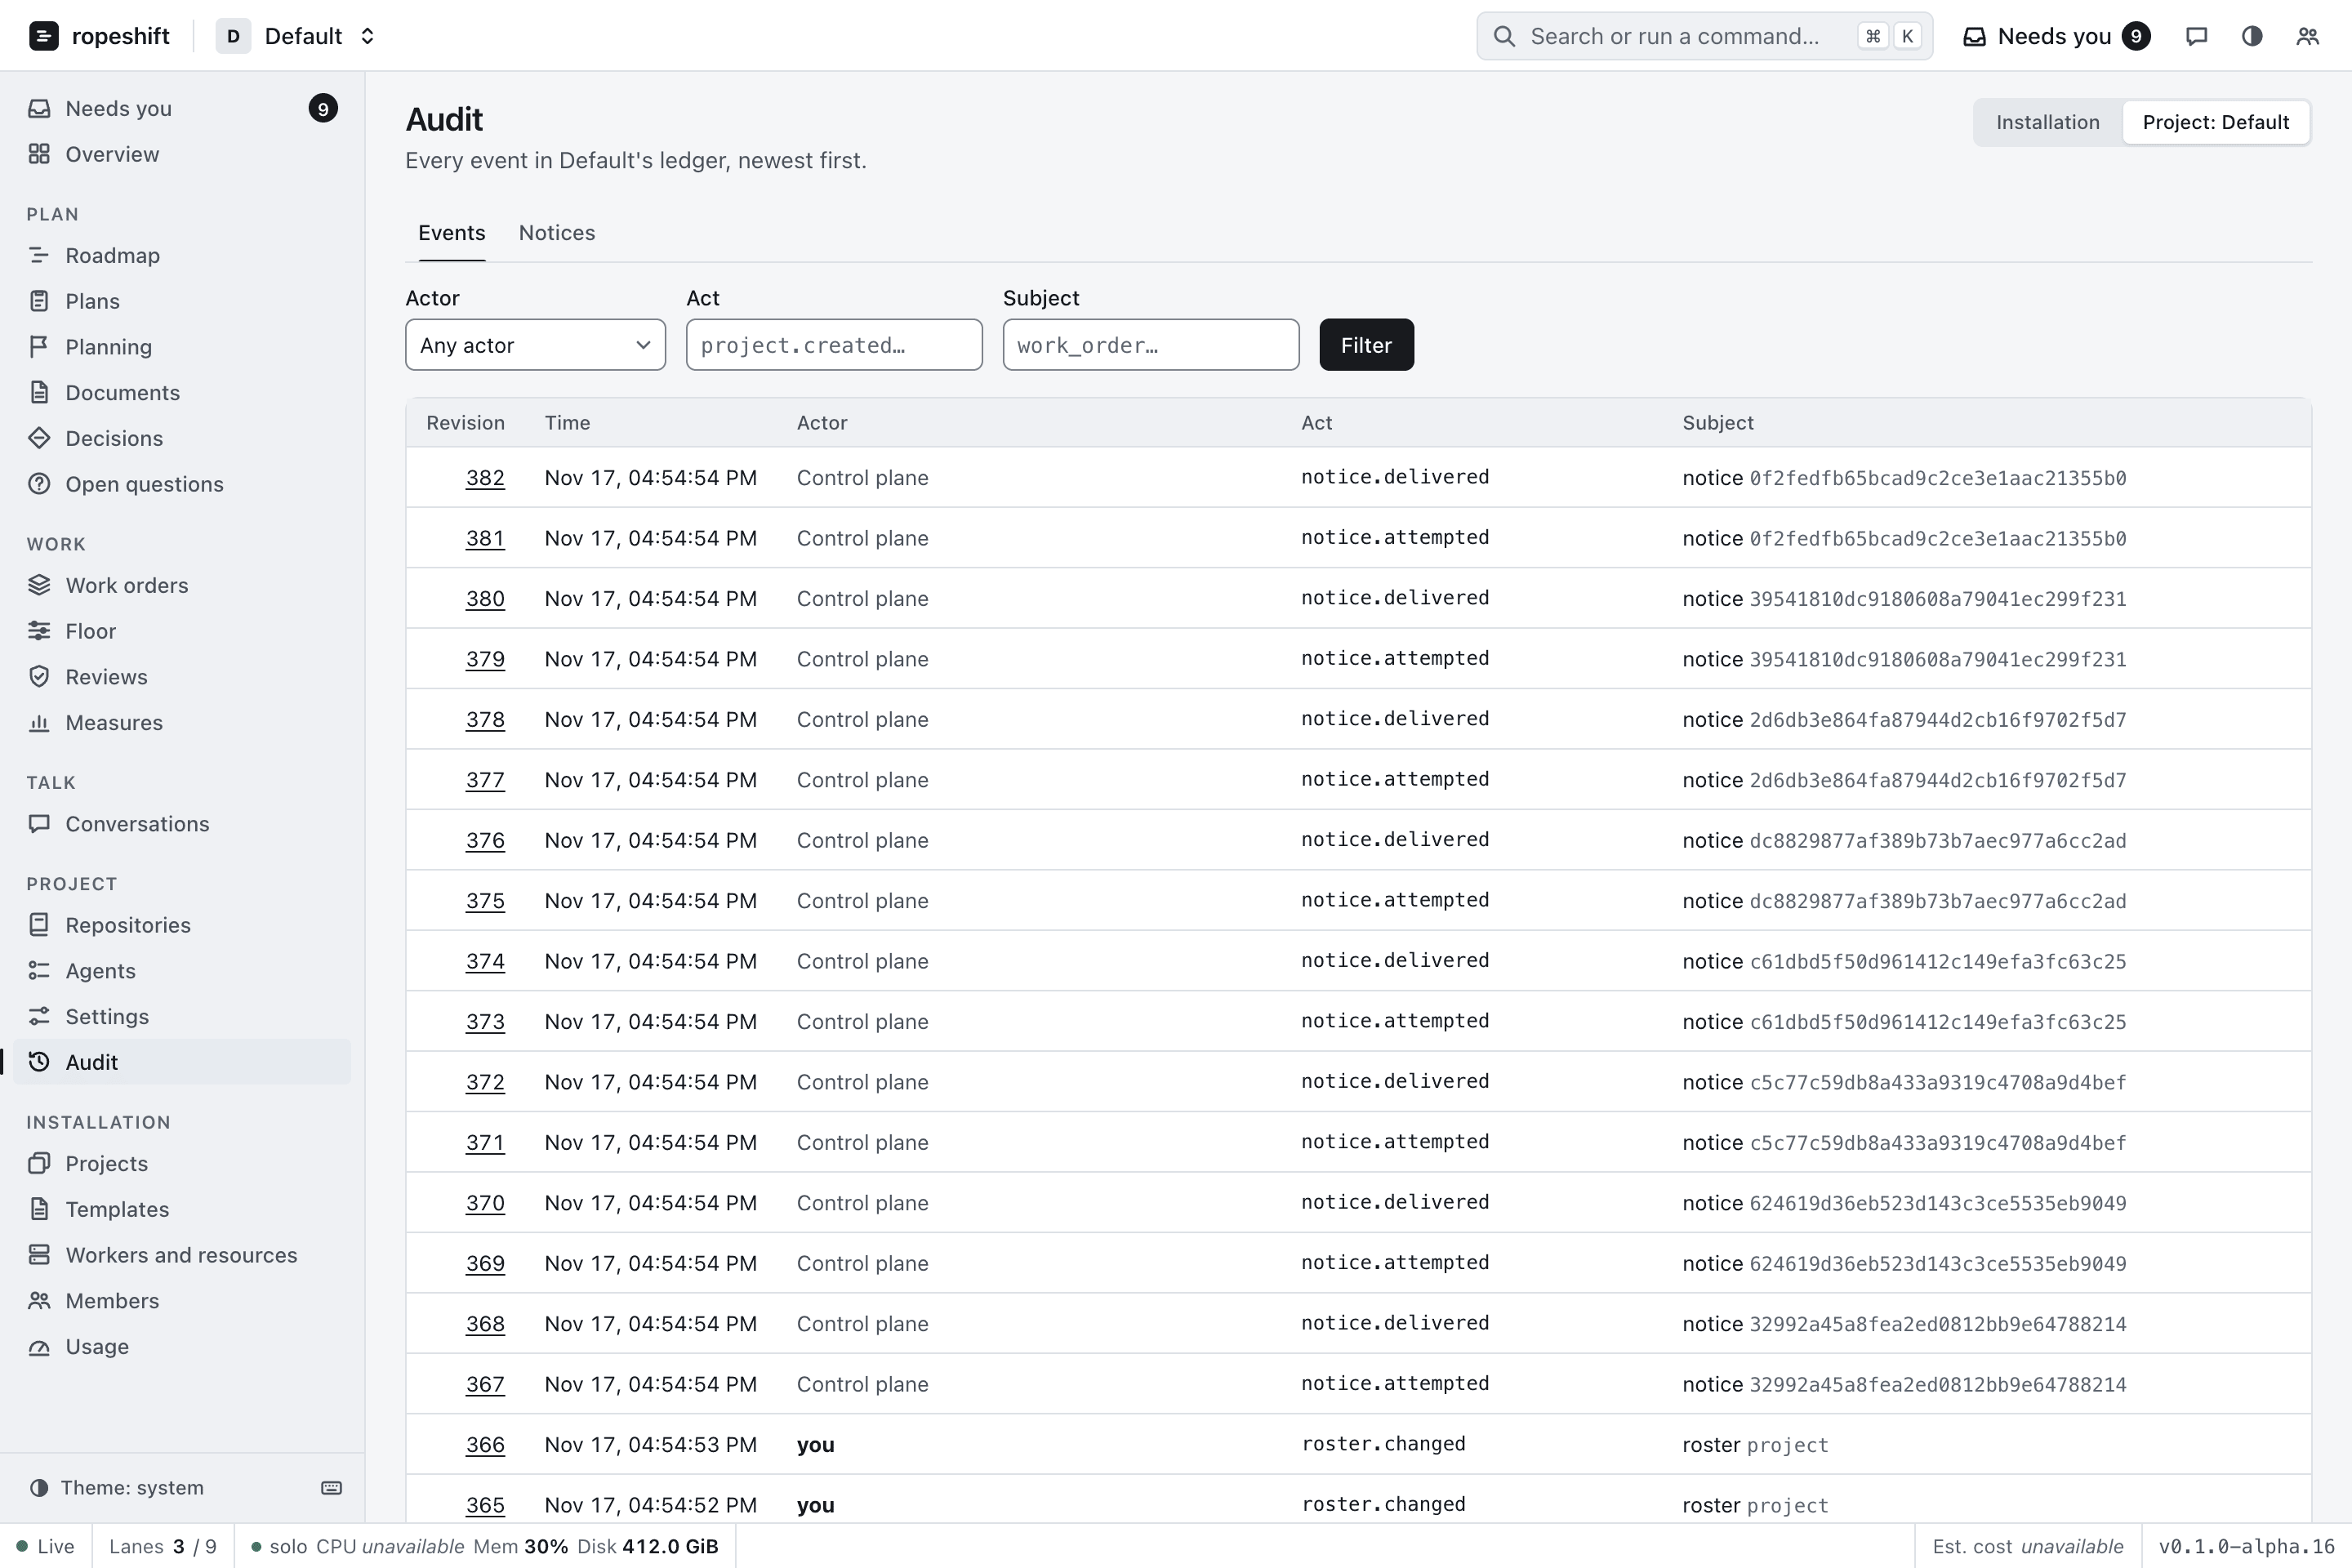 ropeshift
D Default
Search or run a command... ⌘ K
Needs you 9
Needs you 9
Overview
PLAN
Roadmap
Plans
Planning
Documents
Decisions
Open questions
WORK
Work orders
Floor
Reviews
Measures
TALK
Conversations
PROJECT
Repositories
Agents
Settings
Audit
INSTALLATION
Projects
Templates
Workers and resources
Members
Usage
Theme: system
Audit
Every event in Default's ledger, newest first.
Installation Project: Default
Events Notices
Actor Act Subject
Any actor project.created… work_order… Filter
Revision Time Actor Act Subject
382 Nov 17, 04:54:54 PM Control plane notice.delivered notice 0f2fedfb65bcad9c2ce3e1aac21355b0
381 Nov 17, 04:54:54 PM Control plane notice.attempted notice 0f2fedfb65bcad9c2ce3e1aac21355b0
380 Nov 17, 04:54:54 PM Control plane notice.delivered notice 39541810dc9180608a79041ec299f231
379 Nov 17, 04:54:54 PM Control plane notice.attempted notice 39541810dc9180608a79041ec299f231
378 Nov 17, 04:54:54 PM Control plane notice.delivered notice 2d6db3e864fa87944d2cb16f9702f5d7
377 Nov 17, 04:54:54 PM Control plane notice.attempted notice 2d6db3e864fa87944d2cb16f9702f5d7
376 Nov 17, 04:54:54 PM Control plane notice.delivered notice dc8829877af389b73b7aec977a6cc2ad
375 Nov 17, 04:54:54 PM Control plane notice.attempted notice dc8829877af389b73b7aec977a6cc2ad
374 Nov 17, 04:54:54 PM Control plane notice.delivered notice c61dbd5f50d961412c149efa3fc63c25
373 Nov 17, 04:54:54 PM Control plane notice.attempted notice c61dbd5f50d961412c149efa3fc63c25
372 Nov 17, 04:54:54 PM Control plane notice.delivered notice c5c77c59db8a433a9319c4708a9d4bef
371 Nov 17, 04:54:54 PM Control plane notice.attempted notice c5c77c59db8a433a9319c4708a9d4bef
370 Nov 17, 04:54:54 PM Control plane notice.delivered notice 624619d36eb523d143c3ce5535eb9049
369 Nov 17, 04:54:54 PM Control plane notice.attempted notice 624619d36eb523d143c3ce5535eb9049
368 Nov 17, 04:54:54 PM Control plane notice.delivered notice 32992a45a8fea2ed0812bb9e64788214
367 Nov 17, 04:54:54 PM Control plane notice.attempted notice 32992a45a8fea2ed0812bb9e64788214
366 Nov 17, 04:54:53 PM you roster.changed roster project
365 Nov 17, 04:54:52 PM you roster.changed roster project
Live Lanes 3 / 9 solo CPU unavailable Mem 30% Disk 412.0 GiB Est. cost unavailable v0.1.0-alpha.16